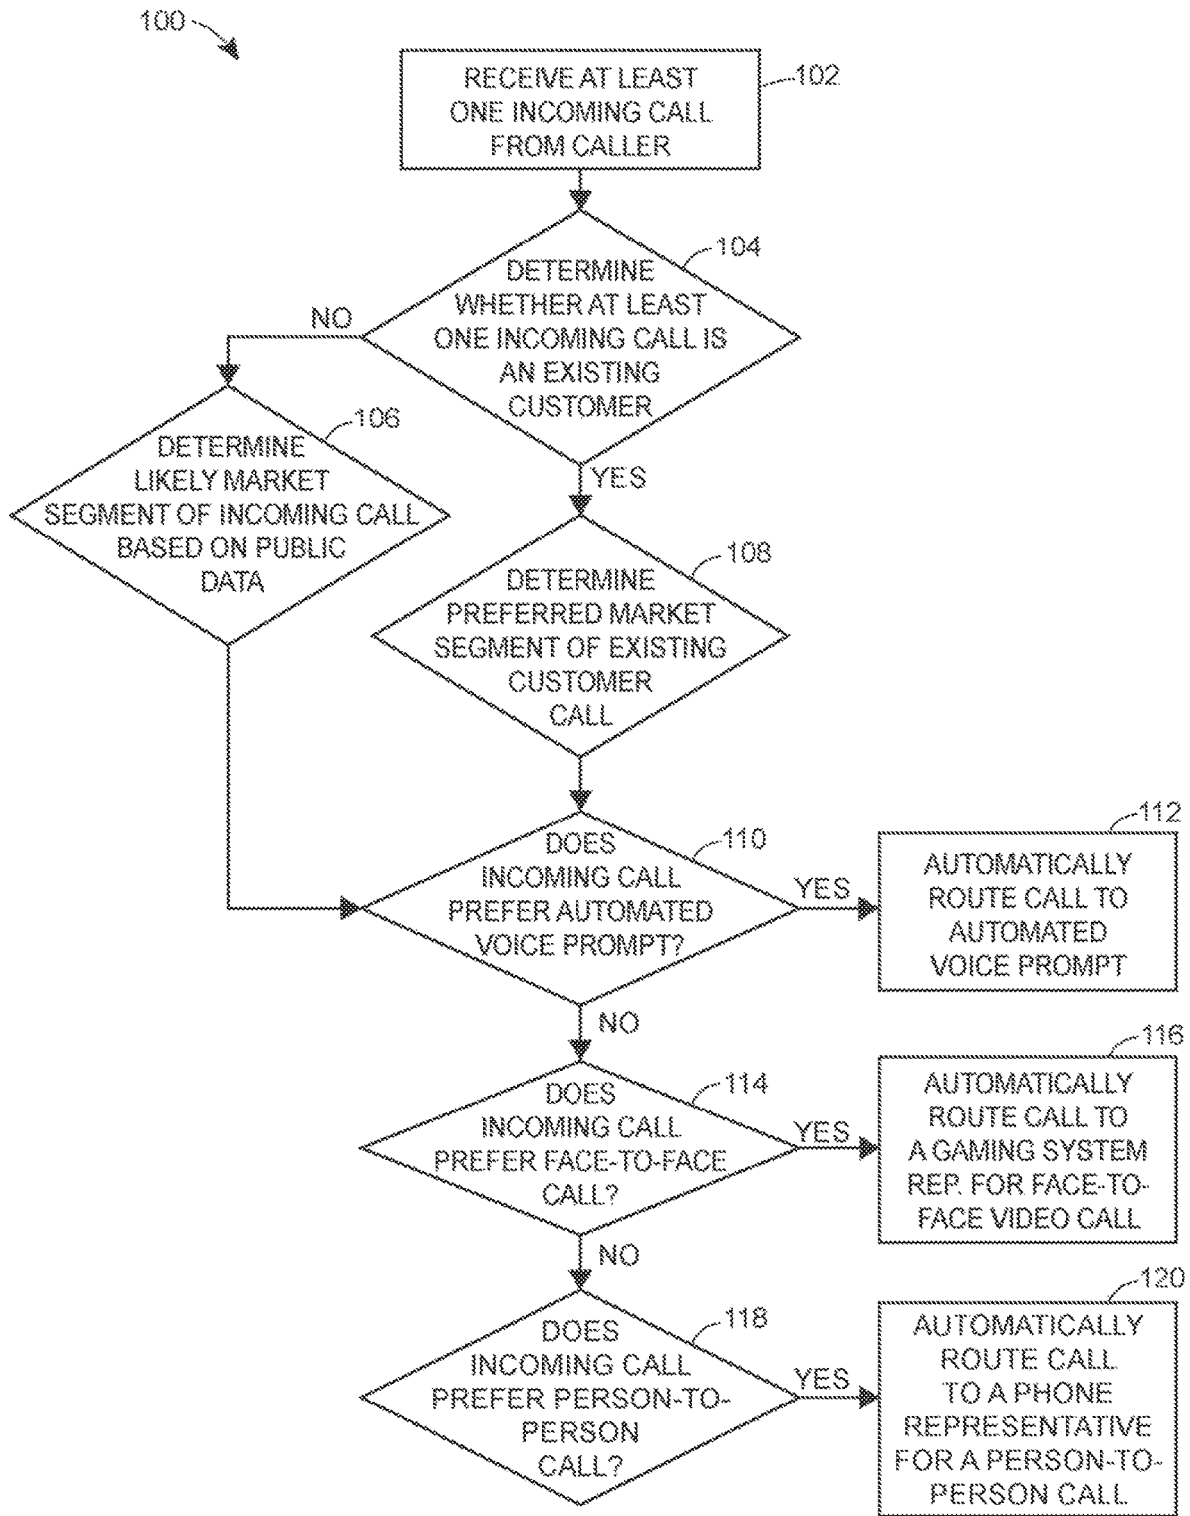 100
RECEIVE AT LEAST
ONE INCOMING CALL
FROM CALLER
102
DETERMINE
WHETHER AT LEAST
ONE INCOMING CALL IS
AN EXISTING
CUSTOMER
104
NO
YES
DETERMINE
LIKELY MARKET
SEGMENT OF INCOMING CALL
BASED ON PUBLIC
DATA
106
DETERMINE
PREFERRED MARKET
SEGMENT OF EXISTING
CUSTOMER
CALL
108
DOES
INCOMING CALL
PREFER AUTOMATED
VOICE PROMPT?
110
YES
AUTOMATICALLY
ROUTE CALL TO
AUTOMATED
VOICE PROMPT
112
NO
DOES
INCOMING CALL
PREFER FACE-TO-FACE
CALL?
114
YES
AUTOMATICALLY
ROUTE CALL TO
A GAMING SYSTEM
REP. FOR FACE-TO-
FACE VIDEO CALL
116
NO
DOES
INCOMING CALL
PREFER PERSON-TO-
PERSON
CALL?
118
YES
AUTOMATICALLY
ROUTE CALL
TO A PHONE
REPRESENTATIVE
FOR A PERSON-TO-
PERSON CALL
120